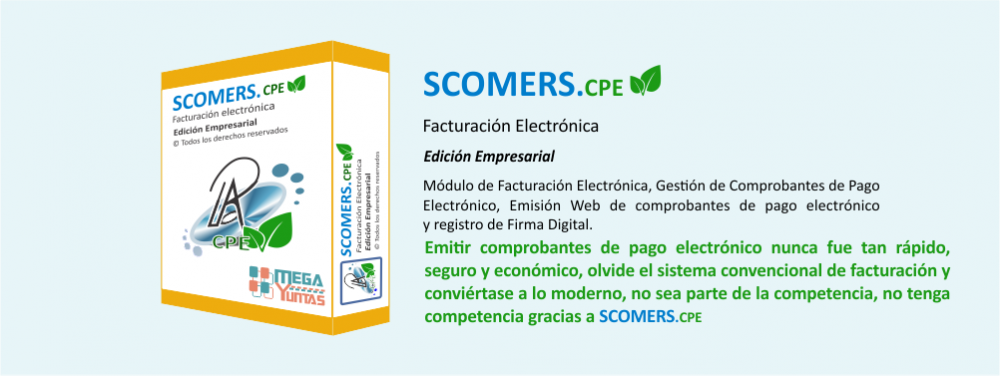 SCOMERS.CPE
Facturación electrónica
Edición Empresarial
© Todos los derechos reservados
CPE
MEGA
YUNTAS
SCOMERS.CPE
Facturación Electrónica
Edición Empresarial
© Todos los derechos reservados
SCOMERS.CPE
Facturación Electrónica
Edición Empresarial
Módulo de Facturación Electrónica, Gestión de Comprobantes de Pago
Electrónico, Emisión Web de comprobantes de pago electrónico
y registro de Firma Digital.
Emitir comprobantes de pago electrónico nunca fue tan rápido,
seguro y económico, olvide el sistema convencional de facturación y
conviértase a lo moderno, no sea parte de la competencia, no tenga
competencia gracias a SCOMERS.CPE